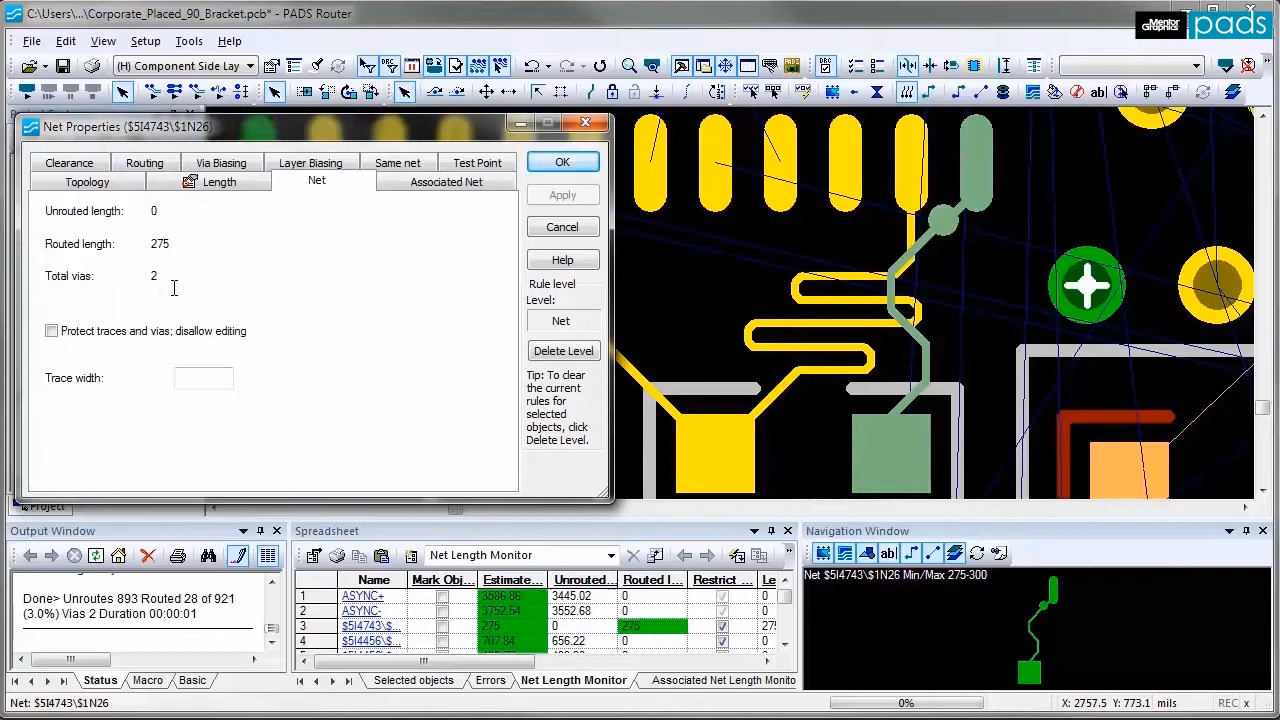 C:\Users\...\Corporate_Placed_90_Bracket.pcb* - PADS Router
Mentor Graphics pads
File Edit View Setup Tools Help
(H) Component Side Lay
Net Properties ($5I4743\$1N26)
Clearance Routing Via Biasing Layer Biasing Same net Test Point
Topology Length Net Associated Net
Unrouted length: 0
Routed length: 275
Total vias: 2
Protect traces and vias; disallow editing
Trace width:
OK
Apply
Cancel
Help
Rule level
Level:
Net
Delete Level
Tip: To clear
the current
rules for
selected
objects, click
Delete Level.
Project
Output Window
Done> Unroutes 893 Routed 28 of 921
(3.0%) Vias 2 Duration 00:00:01
Status Macro Basic
Spreadsheet
Net Length Monitor
Name Mark Obj... Estimate... Unrouted... Routed l... Restrict ... Le
1 ASYNC+ 3586.86 3445.02 0
2 ASYNC- 3752.54 3552.68 0
3 $5I4743\$... 275 0 275 275
4 $5I4456\$... 707.84 656.22 0
Selected objects Errors Net Length Monitor Associated Net Length Monito
Navigation Window
Net $5I4743\$1N26 Min/Max 275-300
Net: $5I4743\$1N26
0%
X: 2757.5 Y: 773.1 mils REC x